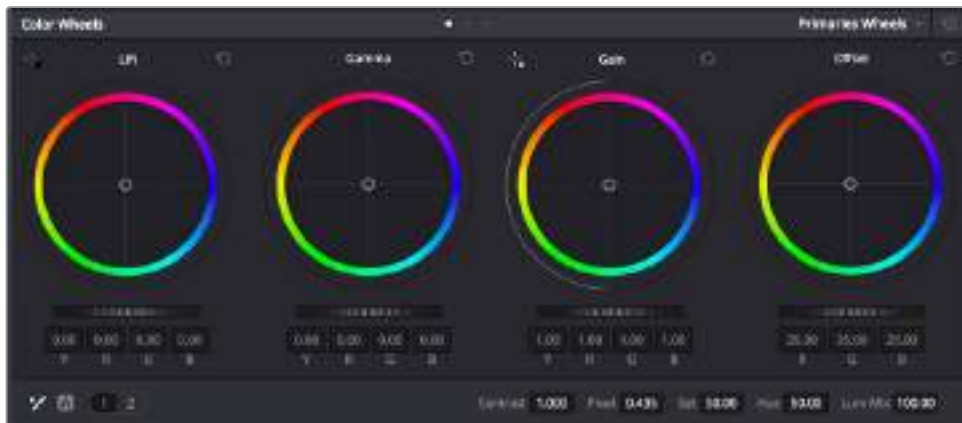 Color Wheels Primaries Wheels
Lift Gamma Gain Offset
0.00 0.00 0.00 0.00 0.00 0.00 0.00 0.00 1.00 1.00 1.00 25.00 25.00 25.00
Y R G B Y R G B Y R G B R G B
1 2 Contrast 1.000 Pivot 0.435 Sat 50.00 Hue 50.00 Lum Mix 100.00